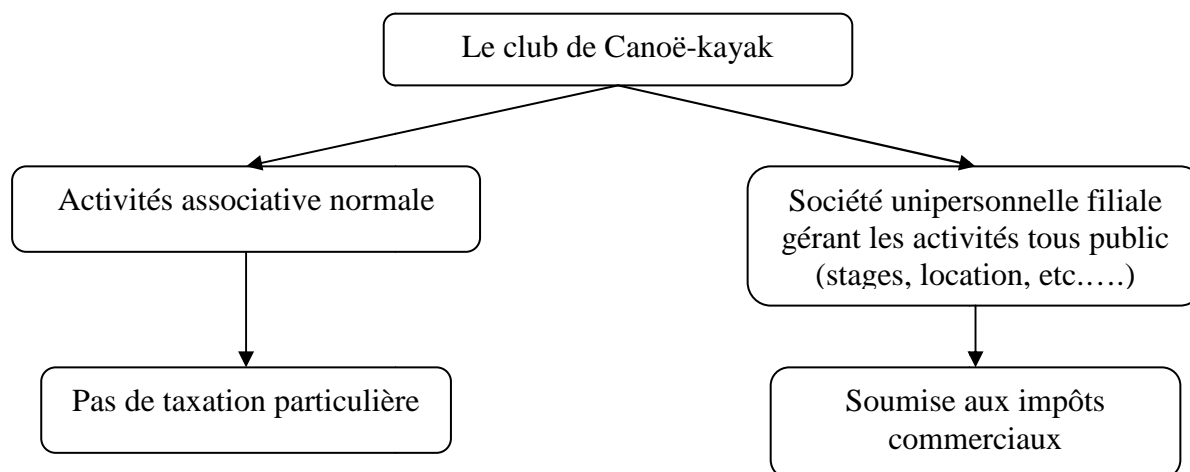 Le club de Canoë-kayak
Activités associative normale
Société unipersonnelle filiale
gérant les activités tous public
(stages, location, etc.….)
Pas de taxation particulière
Soumise aux impôts
commerciaux